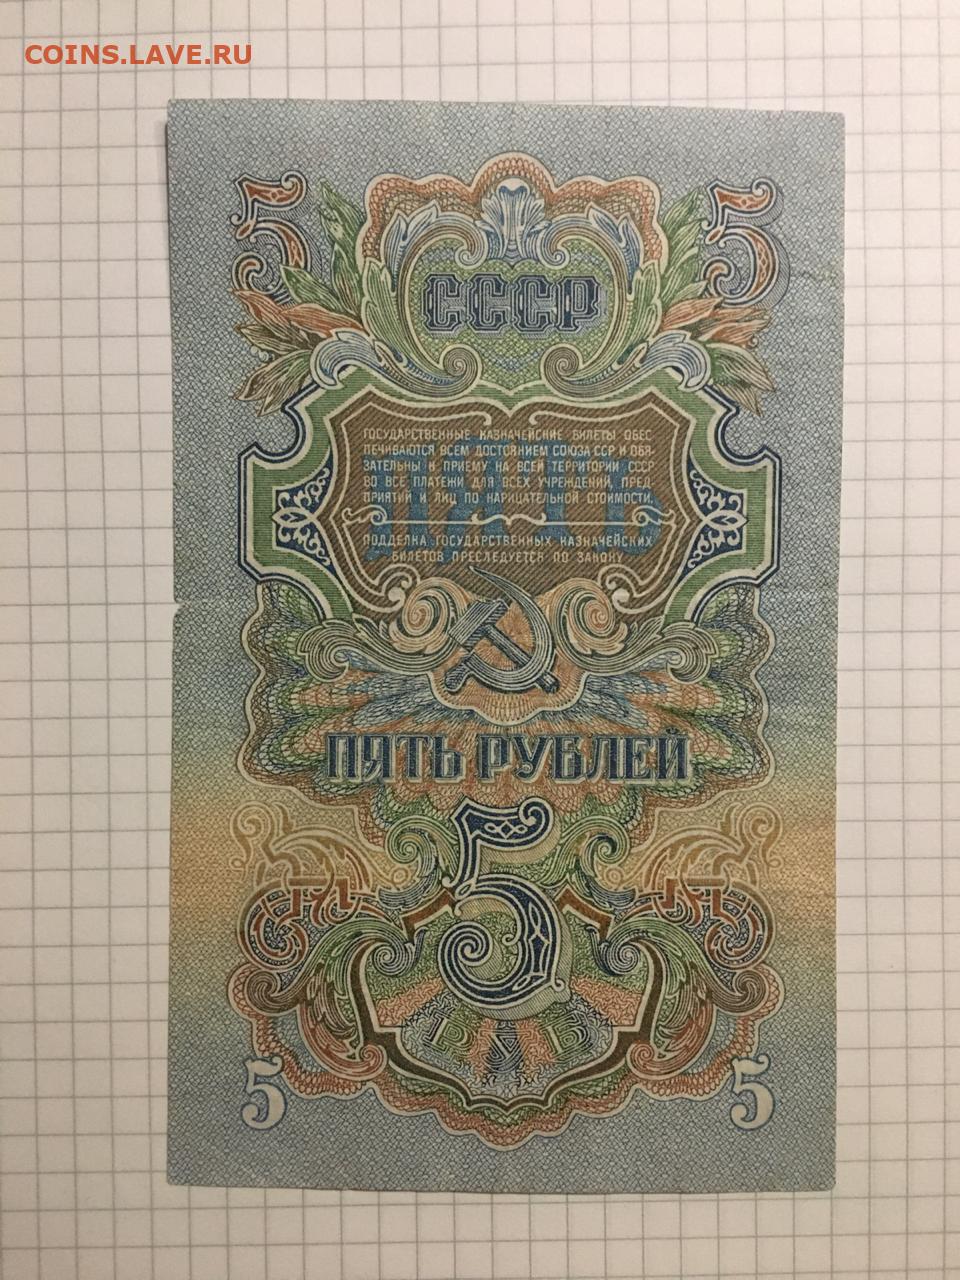 COINS.LAVE.RU
5 5
СССР
ГОСУДАРСТВЕННЫЕ КАЗНАЧЕЙСКИЕ БИЛЕТЫ ОБЕС
ПЕЧИВАЮТСЯ ВСЕМ ДОСТОЯНИЕМ СОЮЗА ССР И ОБЯ-
ЗАТЕЛЬНЫ К ПРИЕМУ НА ВСЕЙ ТЕРРИТОРИИ СССР
ВО ВСЕ ПЛАТЕЖИ ДЛЯ ВСЕХ УЧРЕЖДЕНИЙ, ПРЕД
ПРИЯТИЙ И ЛИЦ ПО НАРИЦАТЕЛЬНОЙ СТОИМОСТИ.
ПЯТЬ
ПОДДЕЛКА ГОСУДАРСТВЕННЫХ КАЗНАЧЕЙСКИХ
БИЛЕТОВ ПРЕСЛЕДУЕТСЯ ПО ЗАКОНУ
ПЯТЬ РУБЛЕЙ
5
РУБ
5 5